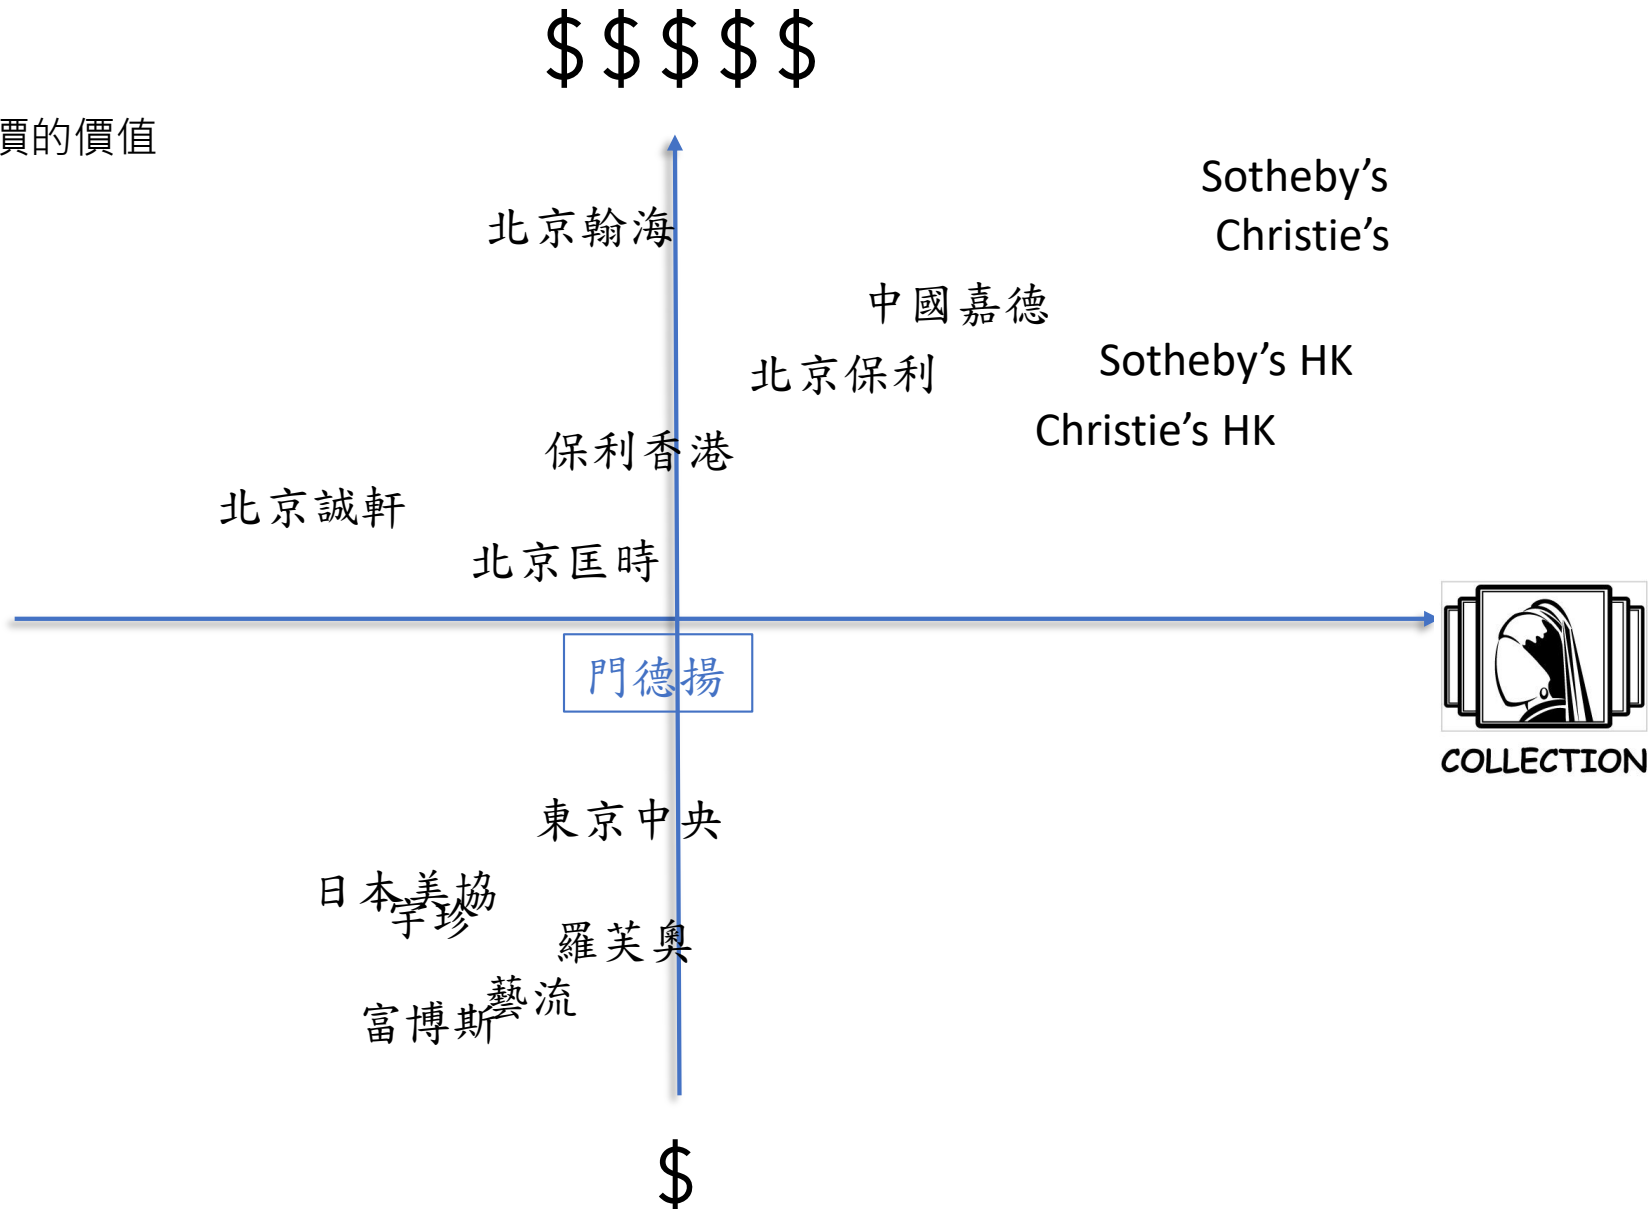 $$$$$
價的價值
Sotheby's
Christie's
北京翰海
中國嘉德
北京保利
Sotheby's HK
Christie's HK
保利香港
北京誠軒
北京匡時
門德揚
COLLECTION
東京中央
日本美協
宇珍
羅芙奧
藝流
富博斯
$